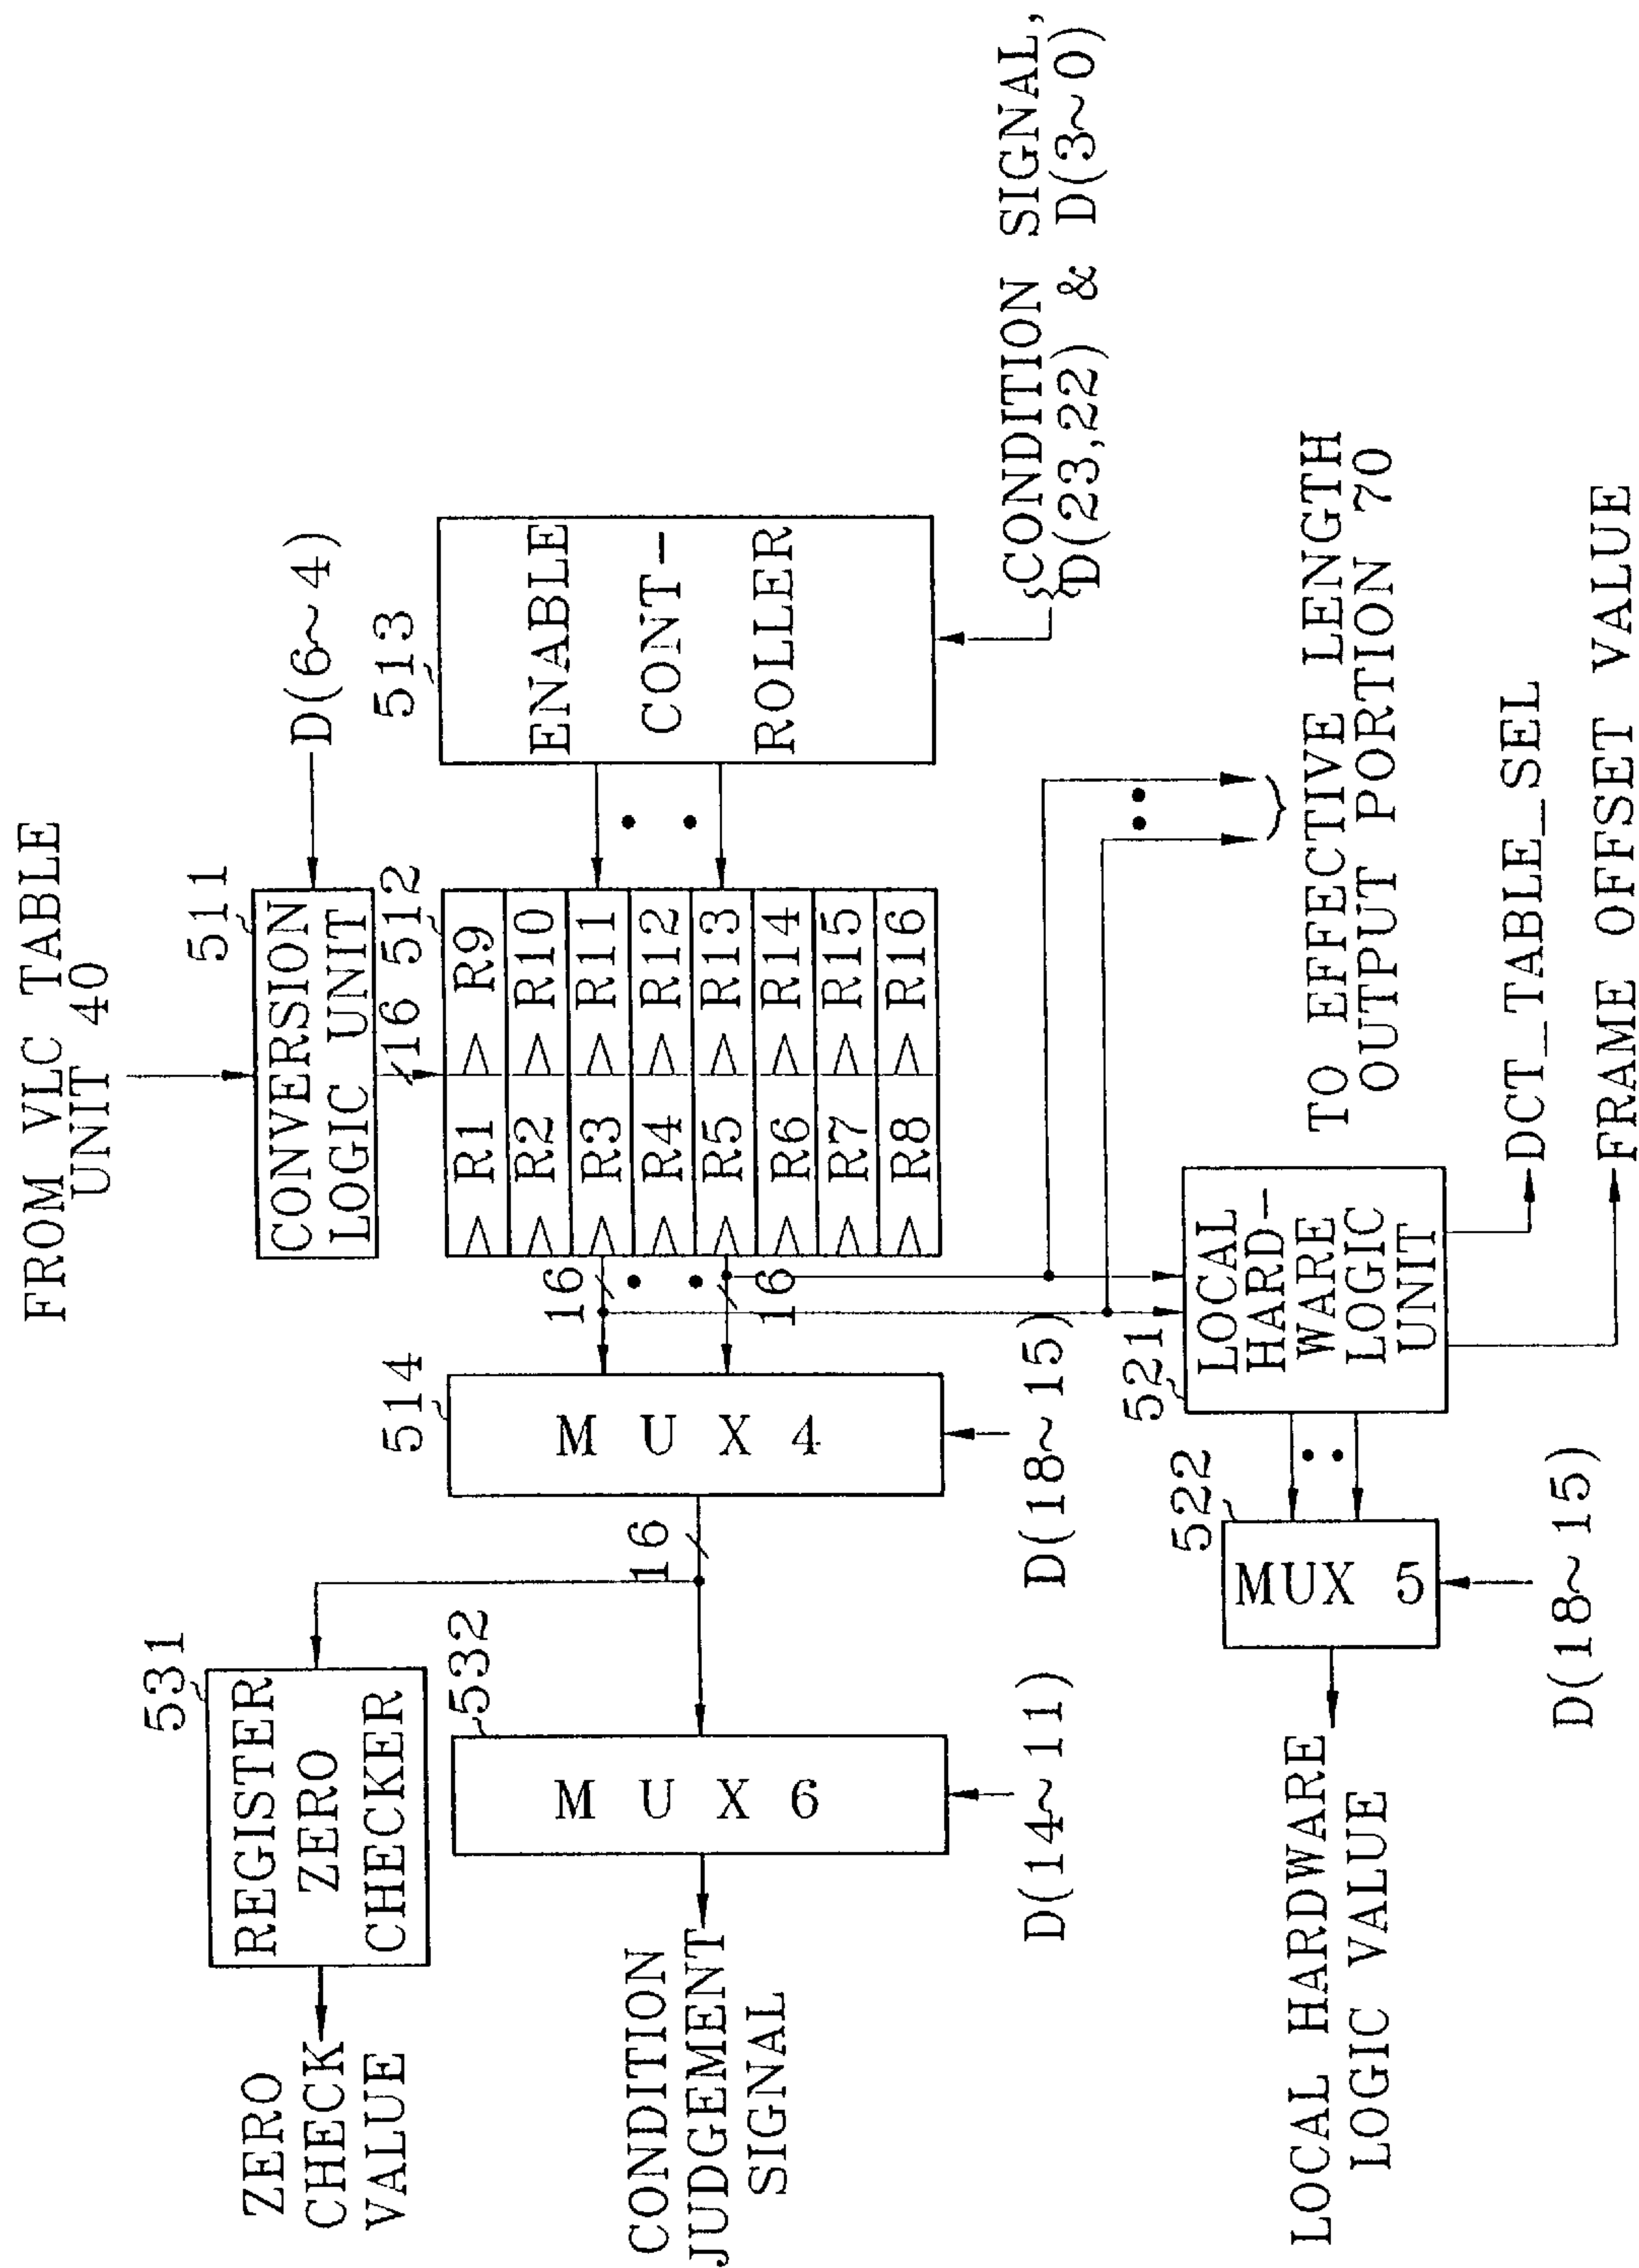 FROM VLC TABLE
UNIT 40
511
CONVERSION
LOGIC UNIT
D(6~4)
16
512
R1
R9
R2
R10
R3
R11
R4
R12
R5
R13
R6
R14
R7
R15
R8
R16
513
ENABLE
CONT-
ROLLER
CONDITION SIGNAL,
D(23,22) & D(3~0)
16
16
514
MUX4
D(18~15)
16
531
REGISTER
ZERO
CHECKER
ZERO
CHECK
VALUE
532
MUX6
D(14~11)
CONDITION
JUDGEMENT
SIGNAL
TO EFFECTIVE LENGTH
OUTPUT PORTION 70
521
LOCAL
HARD-
WARE
LOGIC
UNIT
DCT_TABLE_SEL
FRAME OFFSET VALUE
522
MUX 5
D(18~15)
LOCAL HARDWARE
LOGIC VALUE